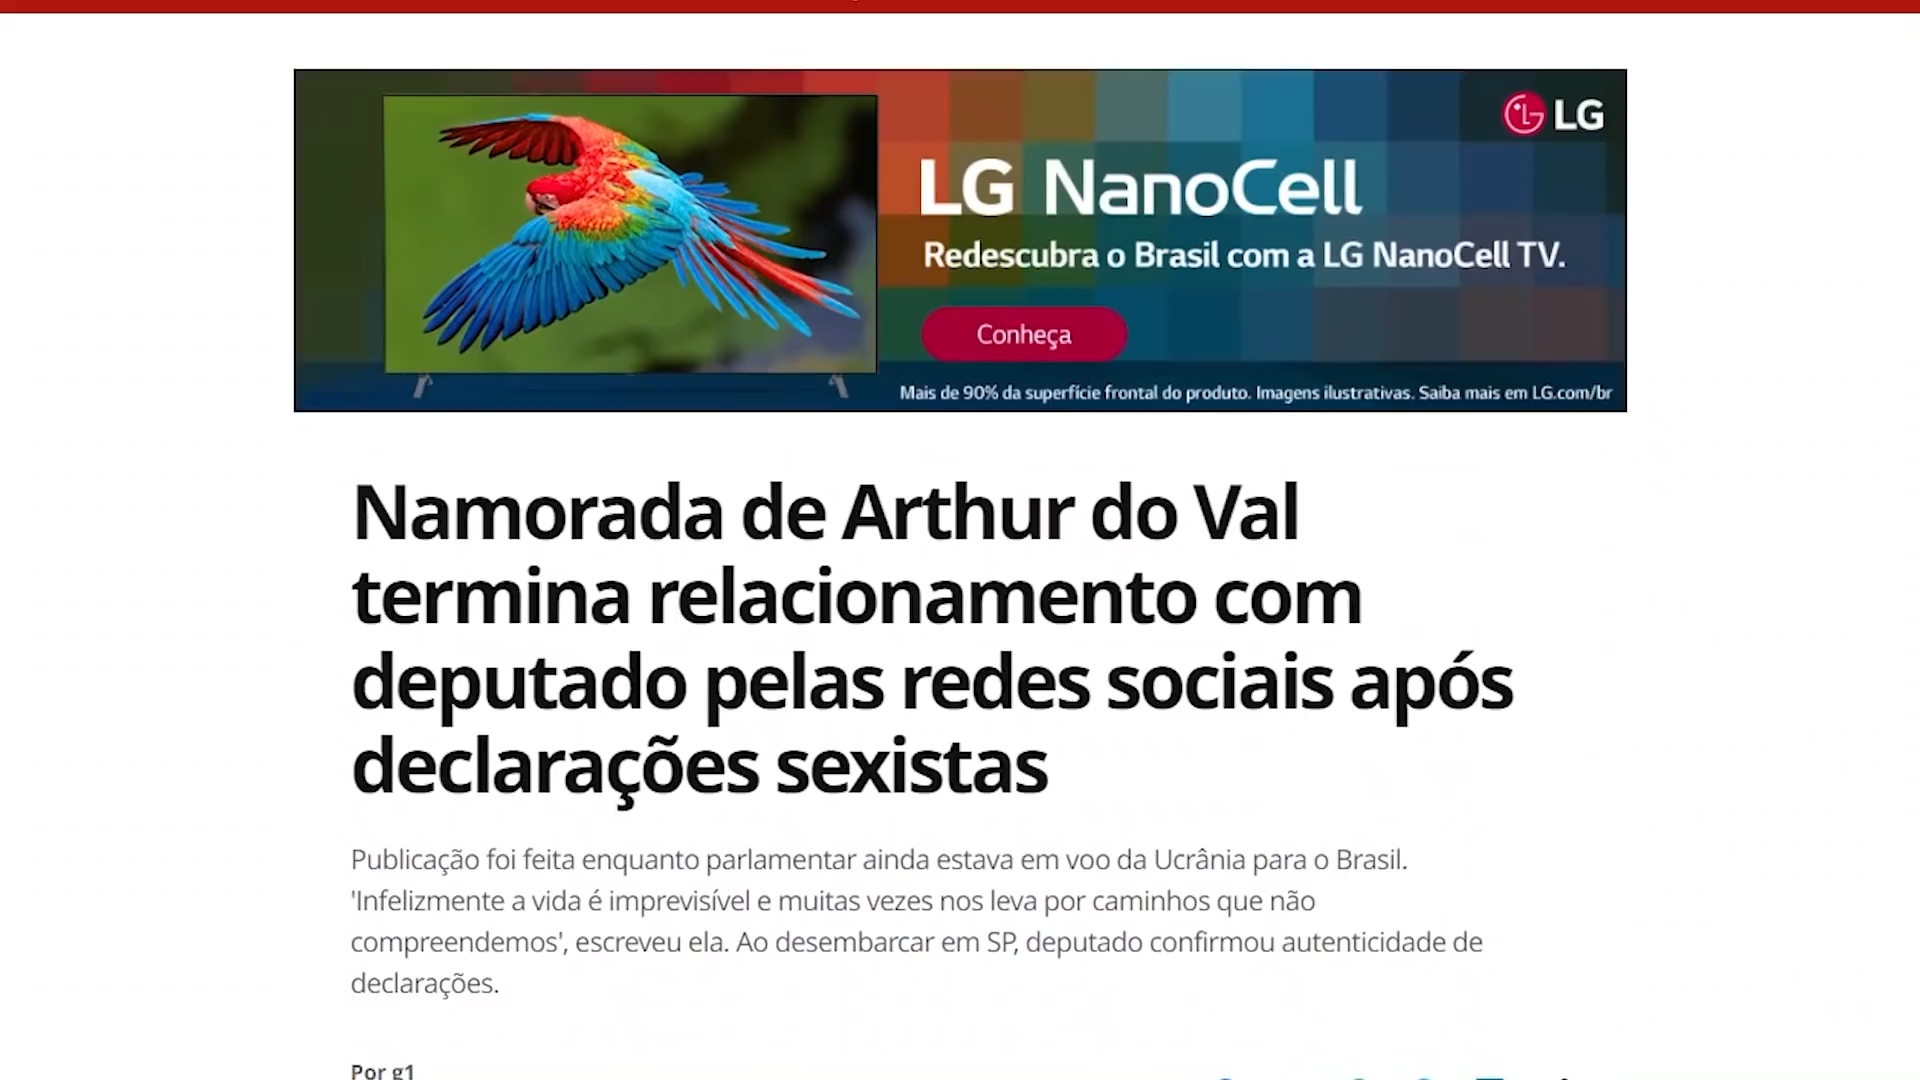 LG
LG NanoCell
Redescubra o Brasil com a LG NanoCell TV.
Conheça
Mais de 90% da superfície frontal do produto. Imagens ilustrativas. Saiba mais em LG.com/br
Namorada de Arthur do Val
termina relacionamento com
deputado pelas redes sociais após
declarações sexistas
Publicação foi feita enquanto parlamentar ainda estava em voo da Ucrânia para o Brasil.
'Infelizmente a vida é imprevisível e muitas vezes nos leva por caminhos que não
compreendemos', escreveu ela. Ao desembarcar em SP, deputado confirmou autenticidade de
declarações.
Por g1